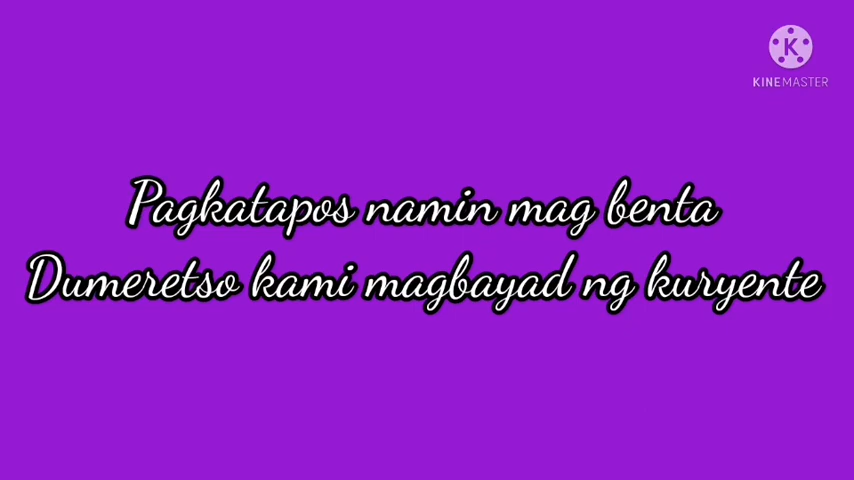 KINEMASTER
Pagkatapos namin mag benta
Dumeretso kami magbayad ng kuryente